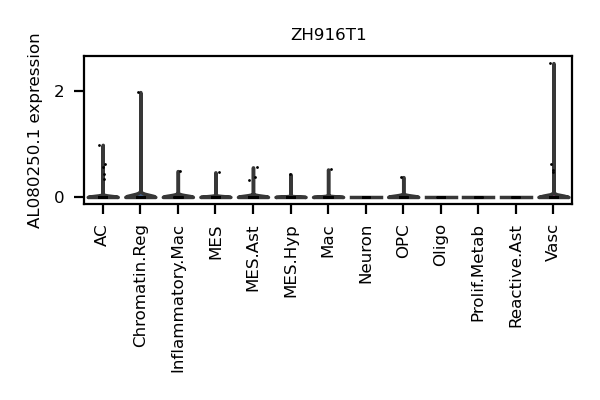 ZH916T1
AL080250.1 expression
2
0
AC
Chromatin.Reg
Inflammatory.Mac
MES
MES.Ast
MES.Hyp
Mac
Neuron
OPC
Oligo
Prolif.Metab
Reactive.Ast
Vasc